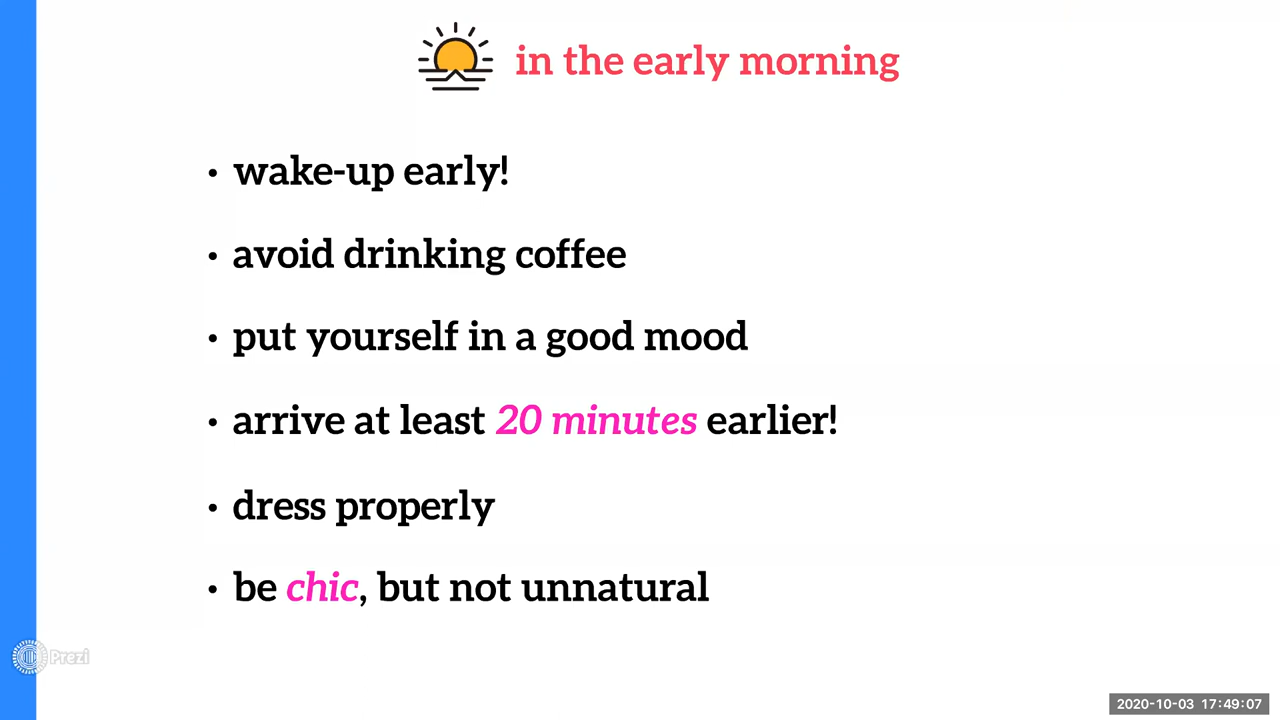 in the early morning
• wake-up early!
• avoid drinking coffee
• put yourself in a good mood
• arrive at least 20 minutes earlier!
• dress properly
• be chic, but not unnatural
Prezi
2020-10-03 17:49:07